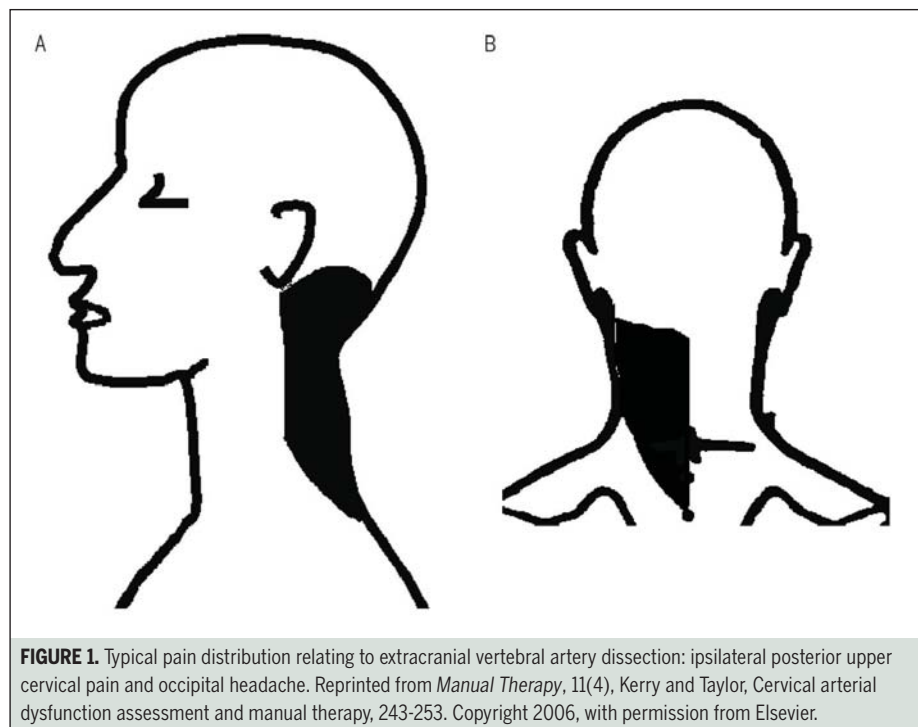 A
B
FIGURE 1. Typical pain distribution relating to extracranial vertebral artery dissection: ipsilateral posterior upper
cervical pain and occipital headache. Reprinted from Manual Therapy, 11(4), Kerry and Taylor, Cervical arterial
dysfunction assessment and manual therapy, 243-253. Copyright 2006, with permission from Elsevier.